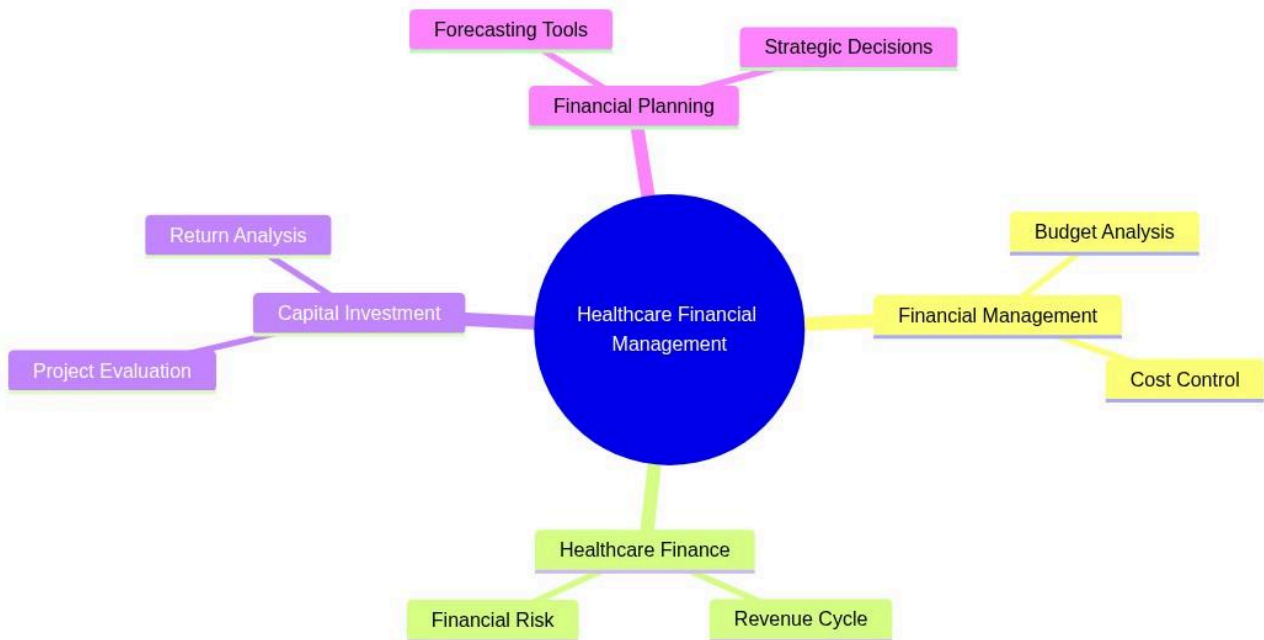 Forecasting Tools
Strategic Decisions
Financial Planning
Return Analysis
Budget Analysis
Capital Investment
Healthcare Financial
Management
Financial Management
Project Evaluation
Cost Control
Healthcare Finance
Financial Risk
Revenue Cycle